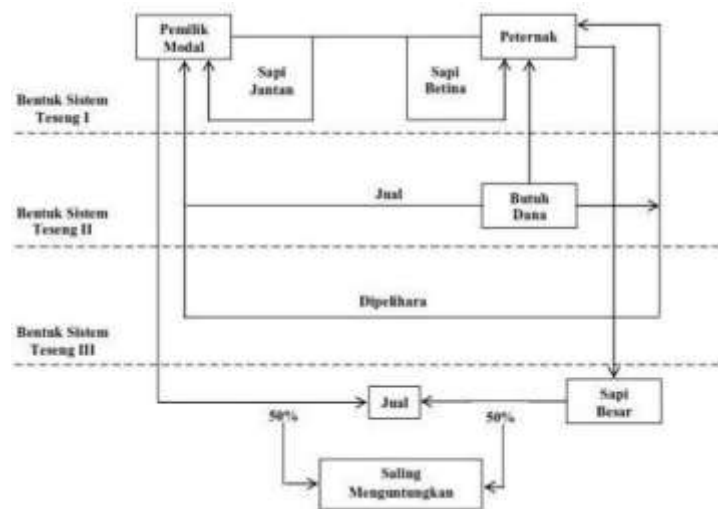 Pemilik
Modal
Peternak
Sapi
Jantan
Sapi
Betina
Bentuk Sistem
Teseng I
Jual
Butuh
Dana
Bentuk Sistem
Teseng II
Dipelihara
Bentuk Sistem
Teseng III
Jual
Sapi
Besar
50%
50%
Saling
Menguntungkan